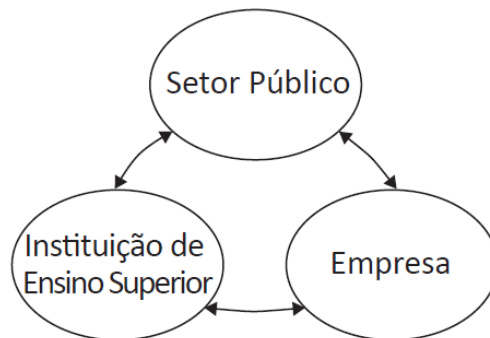 Setor Público
Instituição de
Ensino Superior
Empresa